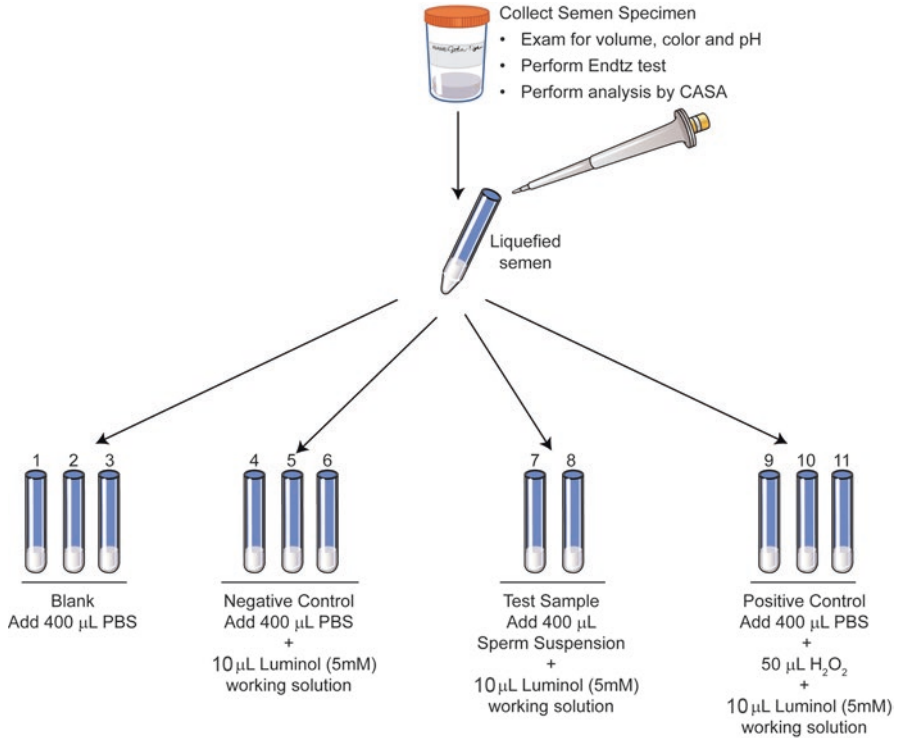 Collect Semen Specimen
• Exam for volume, color and pH
• Perform Endtz test
• Perform analysis by CASA
Liquefied
semen
1 2 3
4 5 6
7 8
9 10 11
Blank
Add 400 µL PBS
Negative Control
Add 400 µL PBS
+
10 µL Luminol (5mM)
working solution
Test Sample
Add 400 µL
Sperm Suspension
+
10 µL Luminol (5mM)
working solution
Positive Control
Add 400 µL PBS
+
50 µL H₂O₂
+
10 µL Luminol (5mM)
working solution